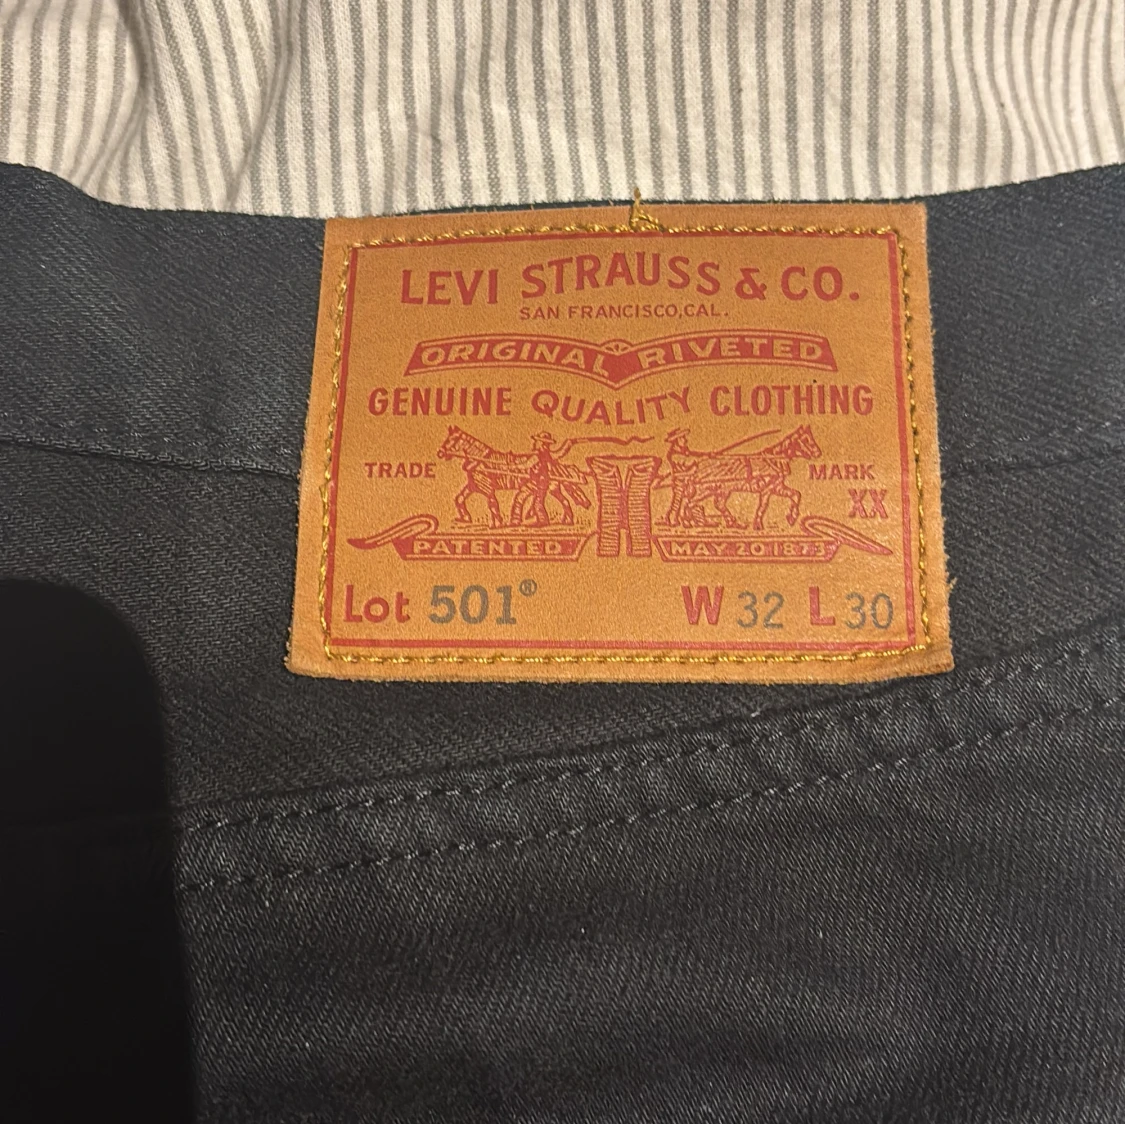 LEVI STRAUSS & CO.
SAN FRANCISCO,CAL.
ORIGINAL RIVETED
GENUINE QUALITY CLOTHING
TRADE MARK
XX
PATENTED MAY 20 1873
Lot 501® W 32 L 30